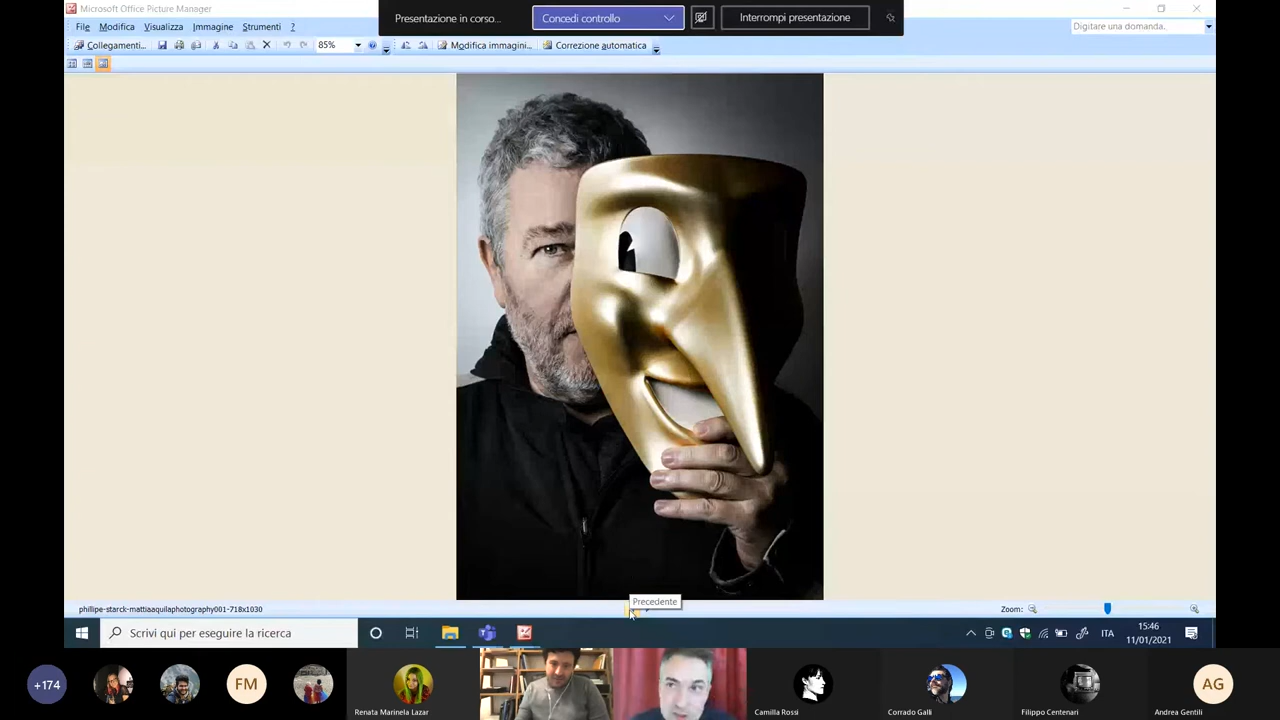 Microsoft Office Picture Manager
Presentazione in corso...
Concedi controllo
Interrompi presentazione
File Modifica Visualizza Immagine Strumenti ?
Digitare una domanda.
Collegamenti...
85%
Modifica immagini...
Correzione automatica
Precedente
phillipe-starck-mattiaaquilaphotography001-718x1030
Zoom:
Scrivi qui per eseguire la ricerca
ITA
15:46
11/01/2021
+174
FM
Renata Marinela Lazar
Camilla Rossi
Corrado Galli
Filippo Centenari
AG
Andrea Gentili